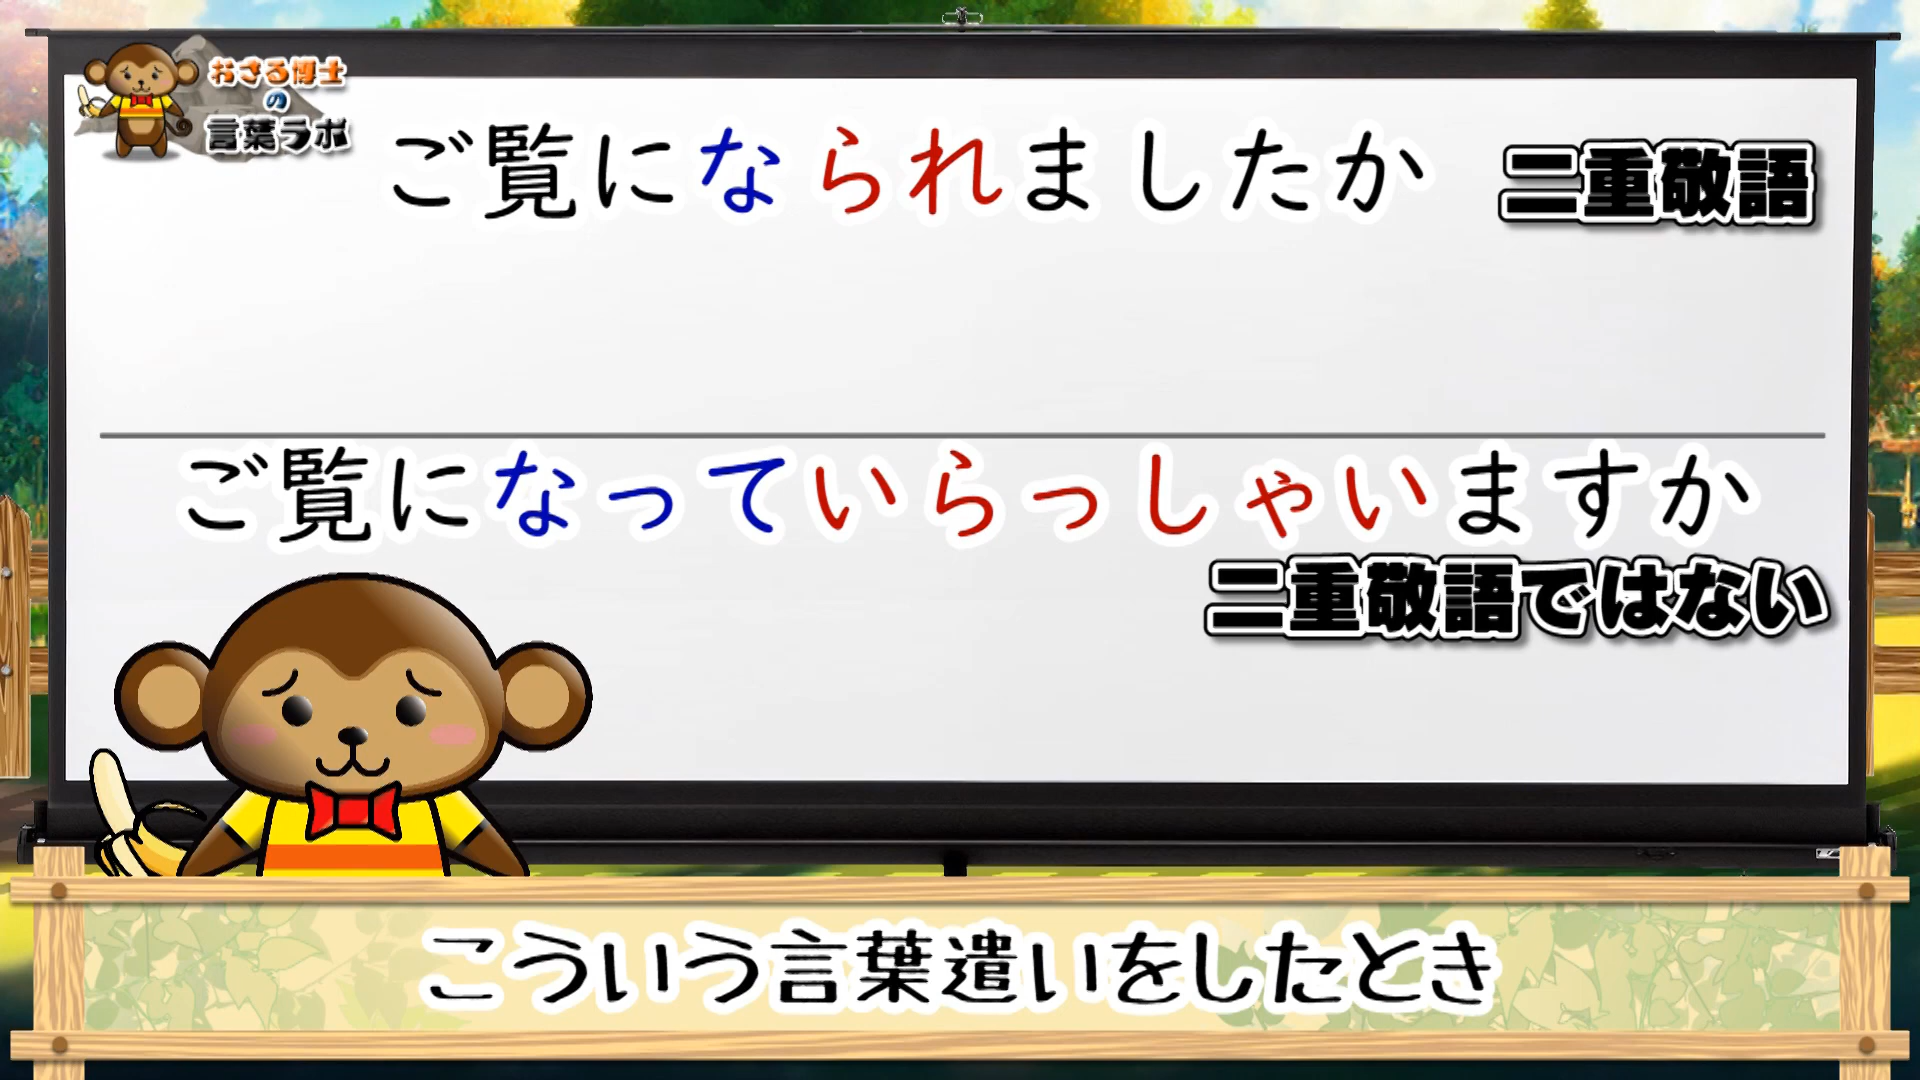 おさる博士
の
言葉ラボ
ご覧になられましたか
二重敬語
ご覧になっていらっしゃいますか
二重敬語ではない
こういう言葉遣いをしたとき